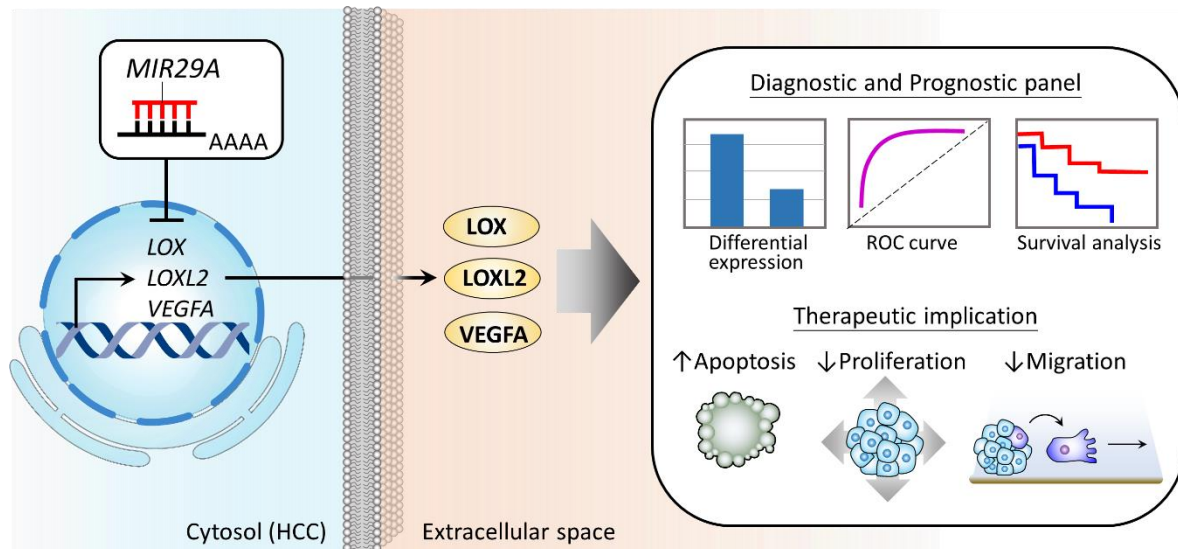 MIR29A
AAAA
LOX
LOXL2
VEGFA
Cytosol (HCC)
Extracellular space
LOX
LOXL2
VEGFA
Diagnostic and Prognostic panel
Differential
expression
ROC curve
Survival analysis
Therapeutic implication
↑Apoptosis
↓Proliferation
↓Migration